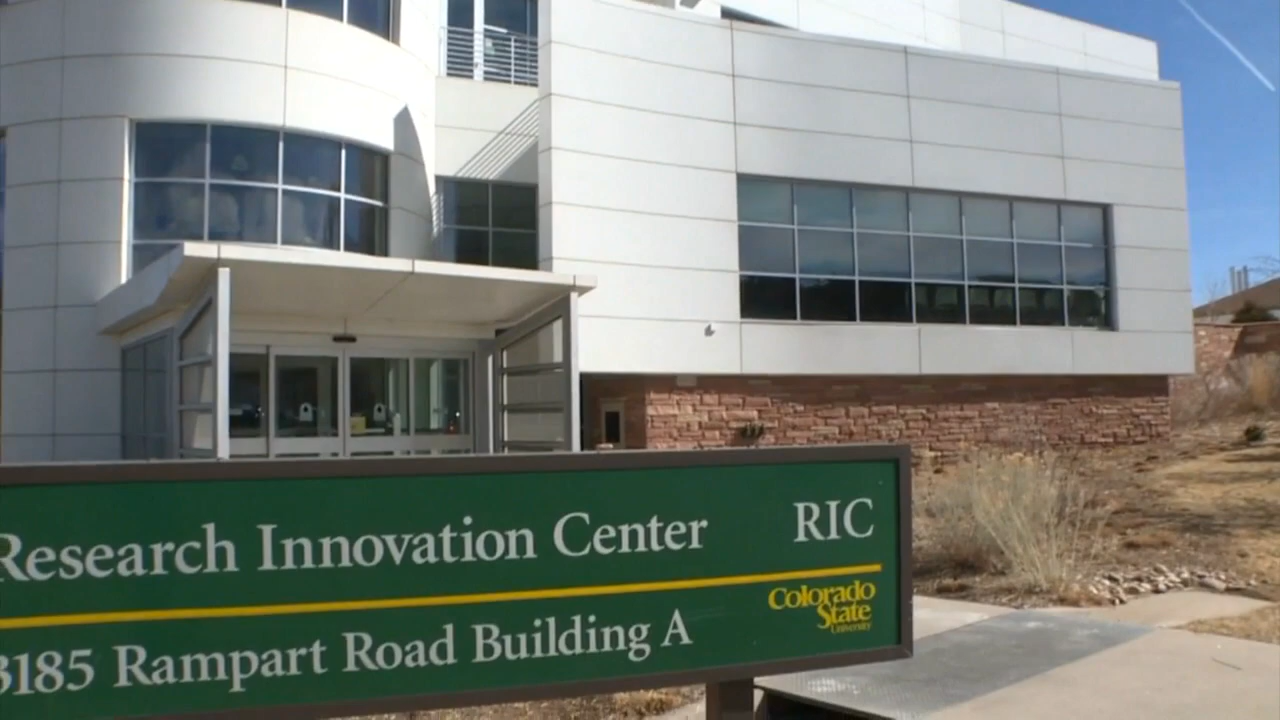 Research Innovation Center RIC
3185 Rampart Road Building A
Colorado
State
University